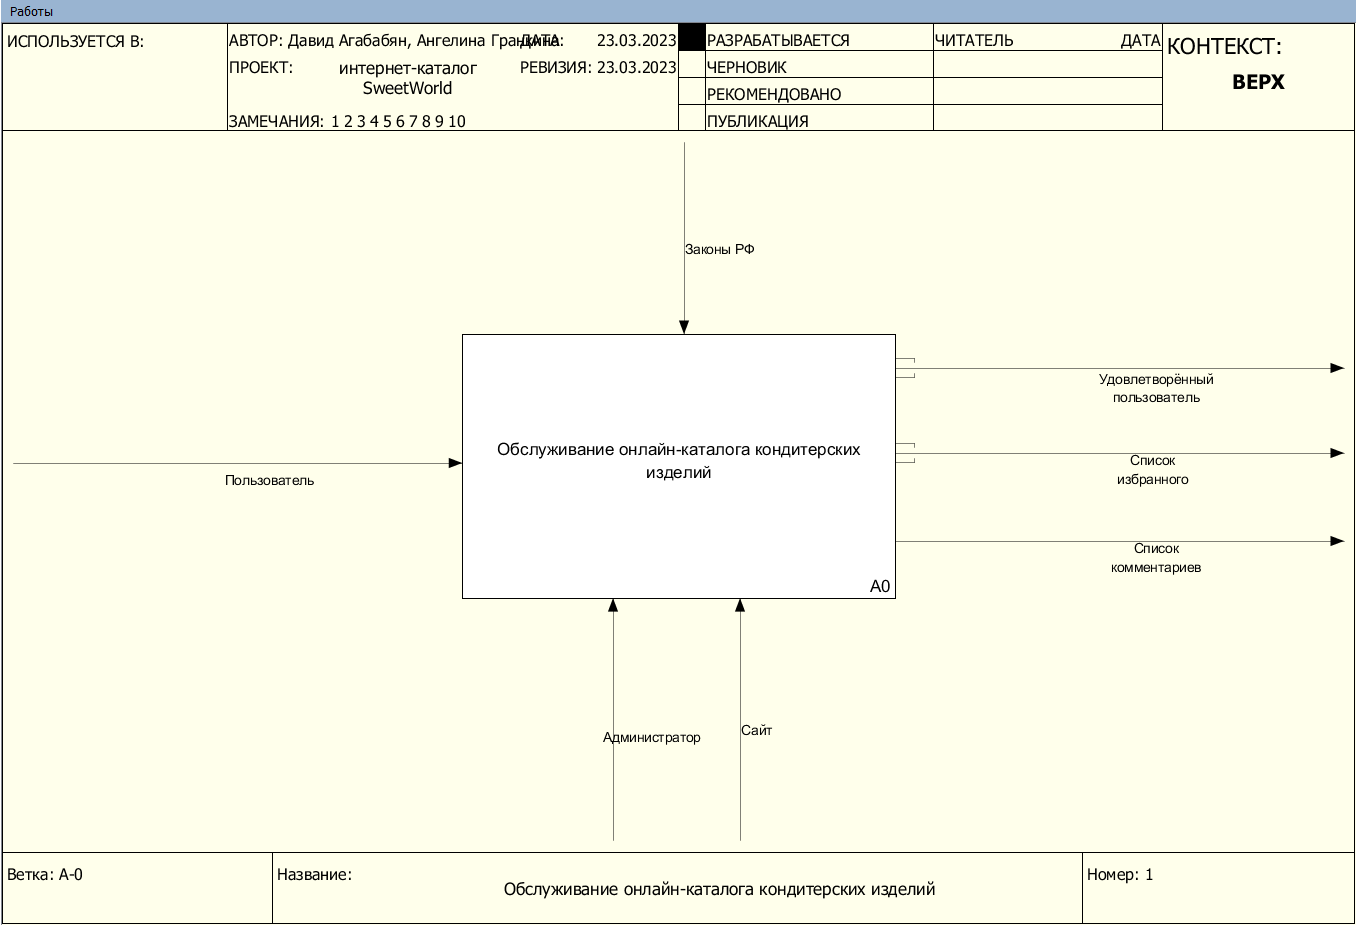 Работы
ИСПОЛЬЗУЕТСЯ В:
АВТОР: Давид Агабабян, Ангелина
ДАТА: 23.03.2023
ПРОЕКТ: интернет-каталог
SweetWorld
РЕВИЗИЯ: 23.03.2023
ЗАМЕЧАНИЯ: 1 2 3 4 5 6 7 8 9 10
РАЗРАБАТЫВАЕТСЯ
ЧЕРНОВИК
РЕКОМЕНДОВАНО
ПУБЛИКАЦИЯ
ЧИТАТЕЛЬ ДАТА
КОНТЕКСТ:
ВЕРХ
Законы РФ
Удовлетворённый
пользователь
Обслуживание онлайн-каталога кондитерских
изделий
Список
избранного
Пользователь
Список
комментариев
A0
Администратор
Сайт
Ветка: A-0
Название:
Обслуживание онлайн-каталога кондитерских изделий
Номер: 1